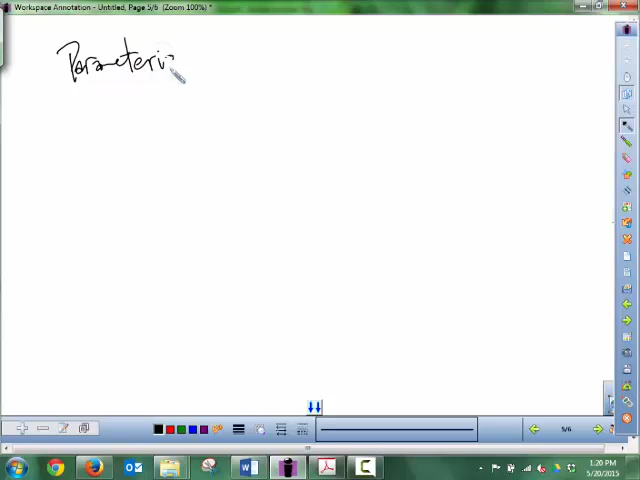 Workspace Annotation - Untitled, Page 5/6 (Zoom 100%) *
Parameteri
5/6
1:20 PM
5/20/2015